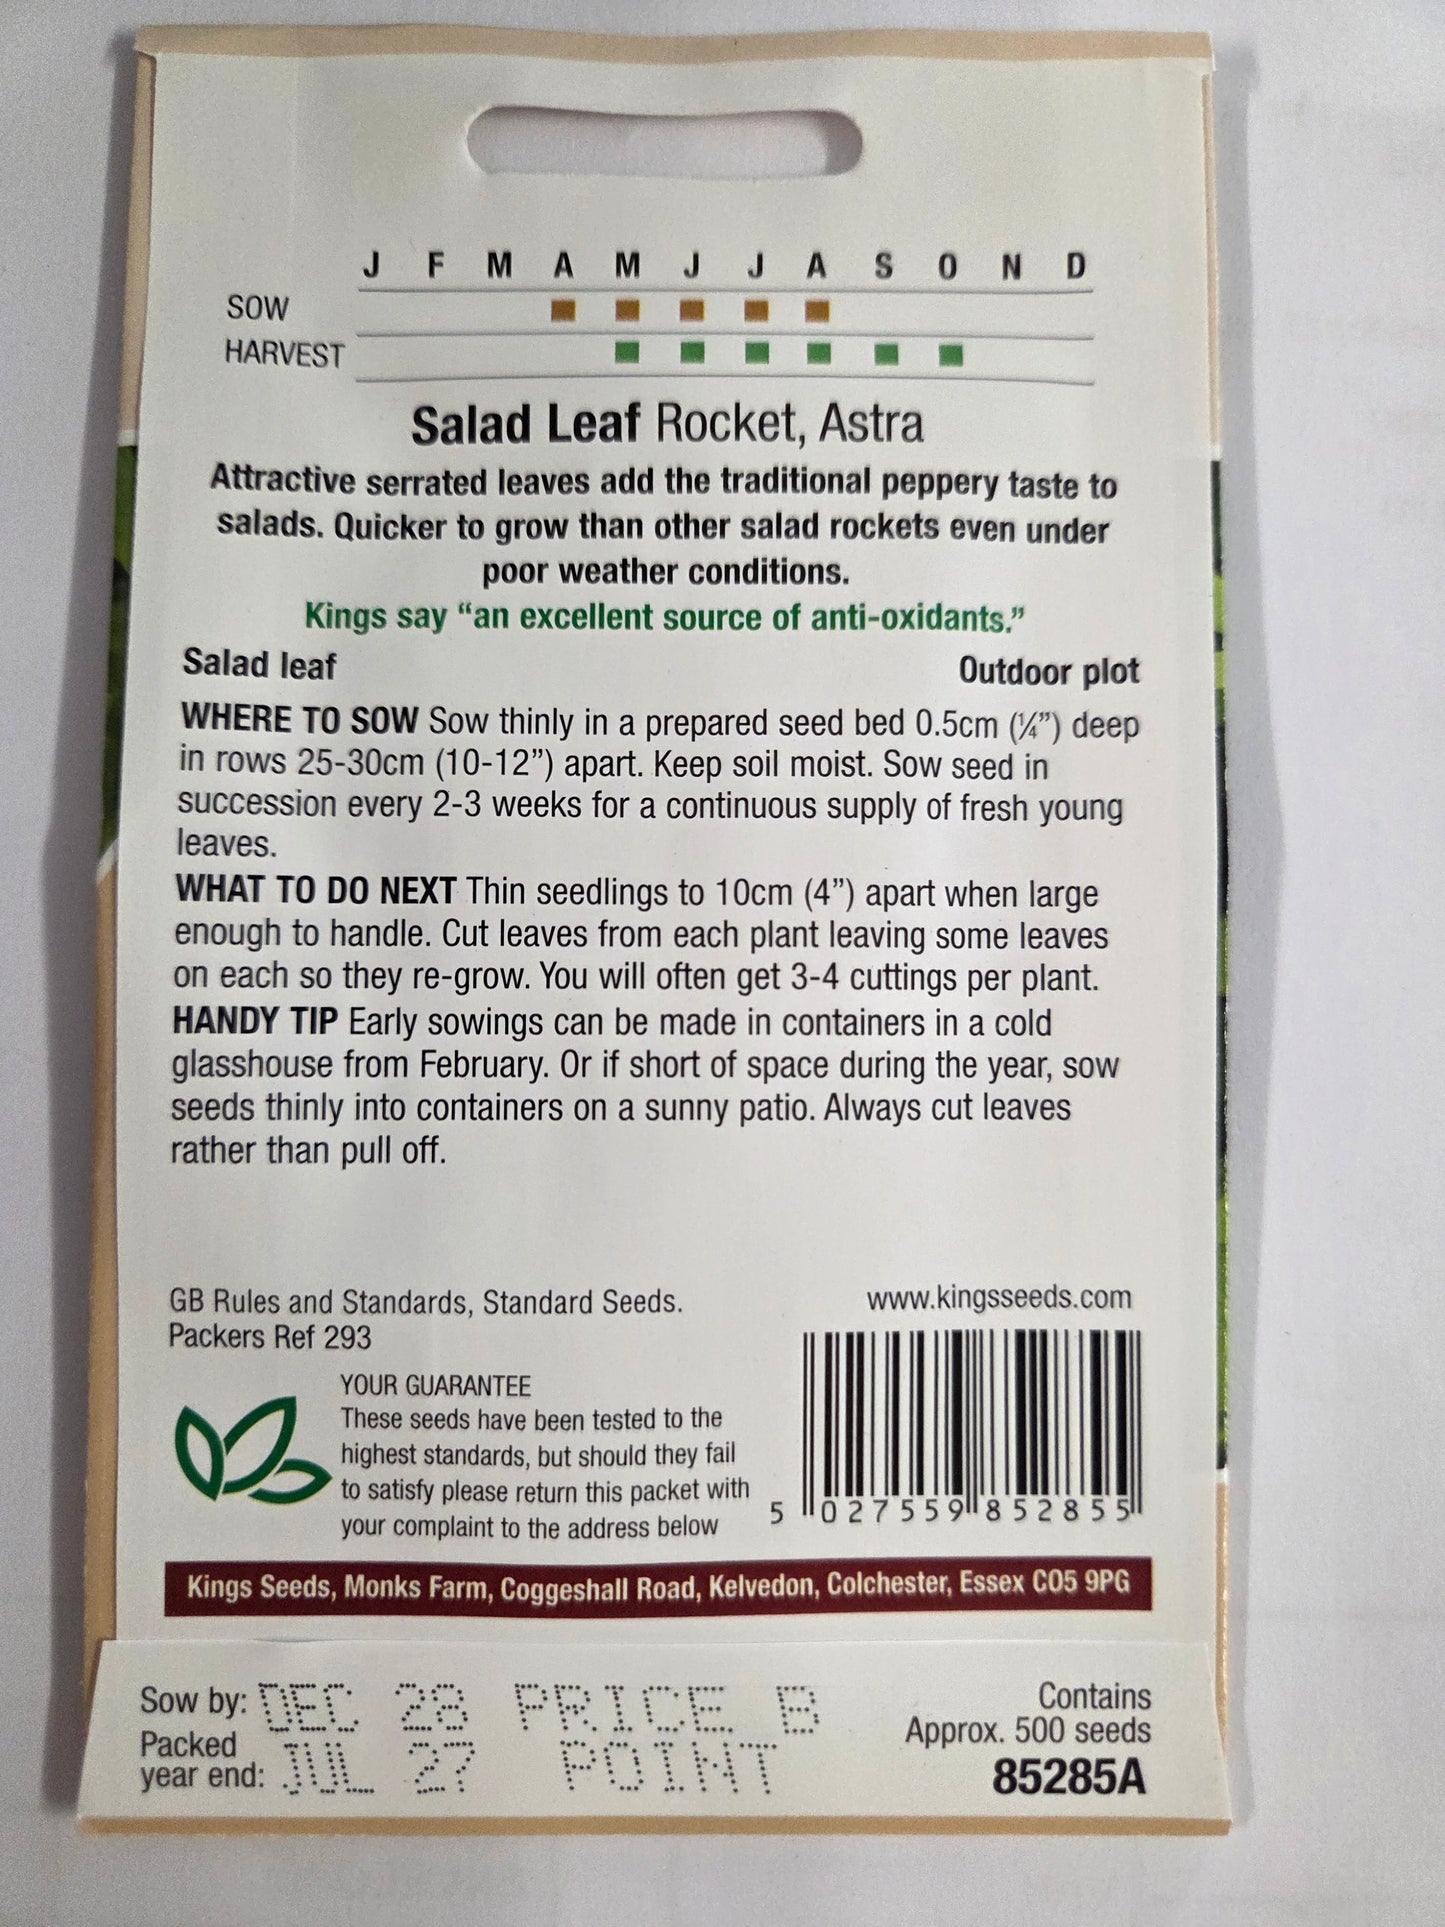 J F M A M J J A S O N D
SOW
HARVEST
Salad Leaf Rocket, Astra
Attractive serrated leaves add the traditional peppery taste to
salads. Quicker to grow than other salad rockets even under
poor weather conditions.
Kings say “an excellent source of anti-oxidants.”
Salad leaf Outdoor plot
WHERE TO SOW Sow thinly in a prepared seed bed 0.5cm (¼”) deep
in rows 25-30cm (10-12”) apart. Keep soil moist. Sow seed in
succession every 2-3 weeks for a continuous supply of fresh young
leaves.
WHAT TO DO NEXT Thin seedlings to 10cm (4”) apart when large
enough to handle. Cut leaves from each plant leaving some leaves
on each so they re-grow. You will often get 3-4 cuttings per plant.
HANDY TIP Early sowings can be made in containers in a cold
glasshouse from February. Or if short of space during the year, sow
seeds thinly into containers on a sunny patio. Always cut leaves
rather than pull off.
GB Rules and Standards, Standard Seeds.
Packers Ref 293
www.kingsseeds.com
YOUR GUARANTEE
These seeds have been tested to the
highest standards, but should they fail
to satisfy please return this packet with
your complaint to the address below
5 027559 852855
Kings Seeds, Monks Farm, Coggeshall Road, Kelvedon, Colchester, Essex CO5 9PG
Sow by: DEC 28 PRICE B
Packed
year end: JUL 27 POINT
Contains
Approx. 500 seeds
85285A